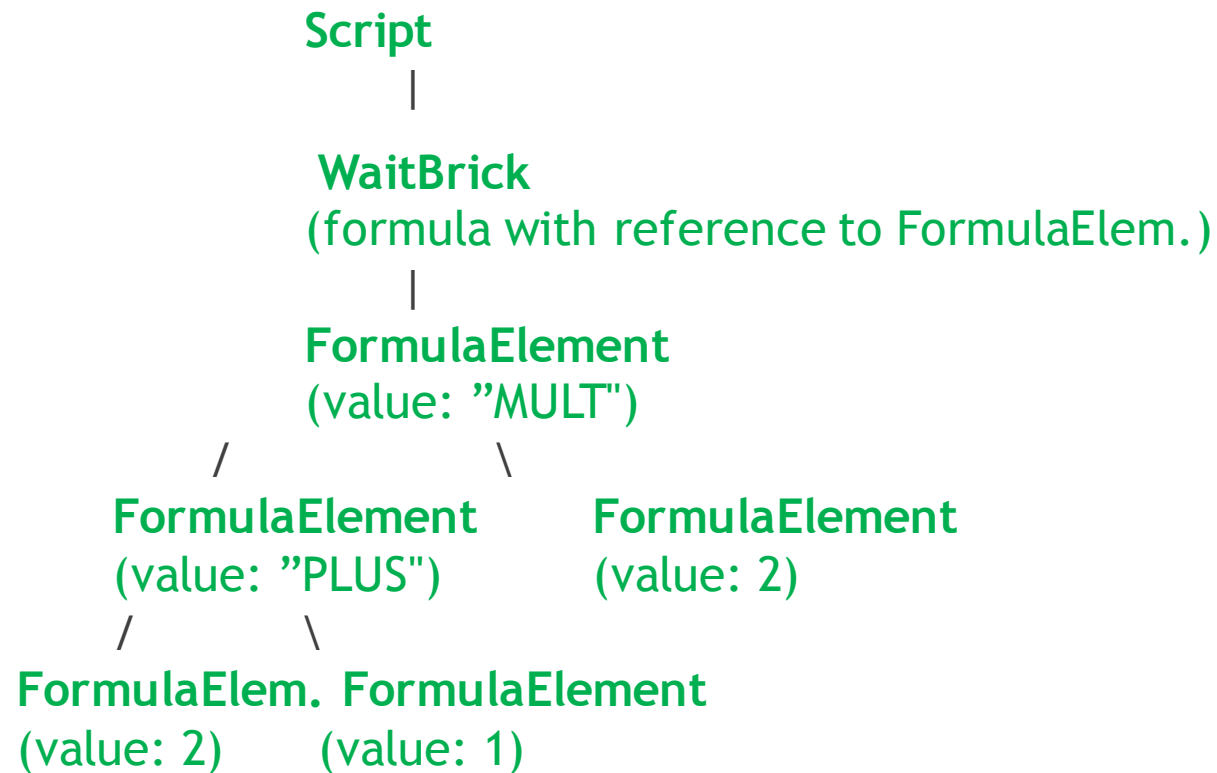 Script
|
WaitBrick
(formula with reference to FormulaElem.)
|
FormulaElement
(value: ”MULT")
/ \
FormulaElement FormulaElement
(value: ”PLUS") (value: 2)
/ \
FormulaElem. FormulaElement
(value: 2) (value: 1)